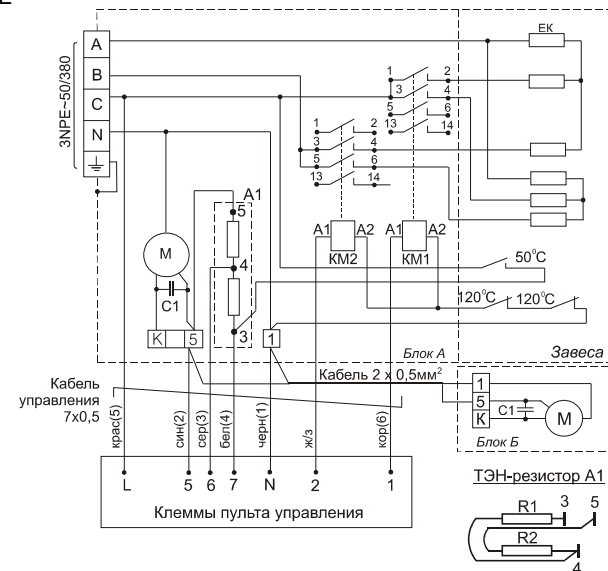 3NPE~50/380
A
B
C
N
EK
1
2
3
4
5
6
13
14
1
2
3
4
5
6
13
14
A1
5
4
3
M
C1
K
5
1
A1
A2
KM2
A1
A2
KM1
50°C
120°C
120°C
Блок А
Завеса
Кабель 2 x 0,5мм²
Кабель
управления
7x0,5
крас(5)
син(2)
сер(3)
бел(4)
черн(1)
ж/з
кор(6)
1
5
К
C1
M
Блок Б
L
5
6
7
N
2
1
Клеммы пульта управления
ТЭН-резистор А1
R1
3
5
R2
4